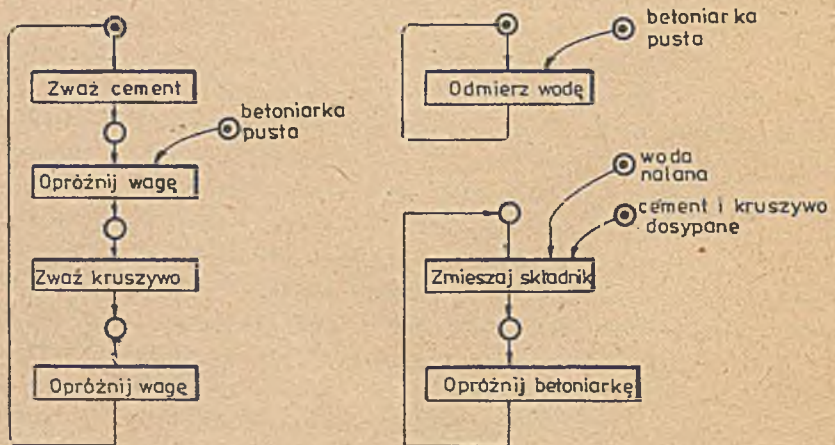 Zważ cement
betoniarka
pusta
Opróżnij wagę
Zważ kruszywo
Opróżnij wagę
betoniarka
pusta
Odmierz wodę
woda
nalana
cement i kruszywo
dosypane
Zmieszaj składnik
Opróżnij betoniarkę